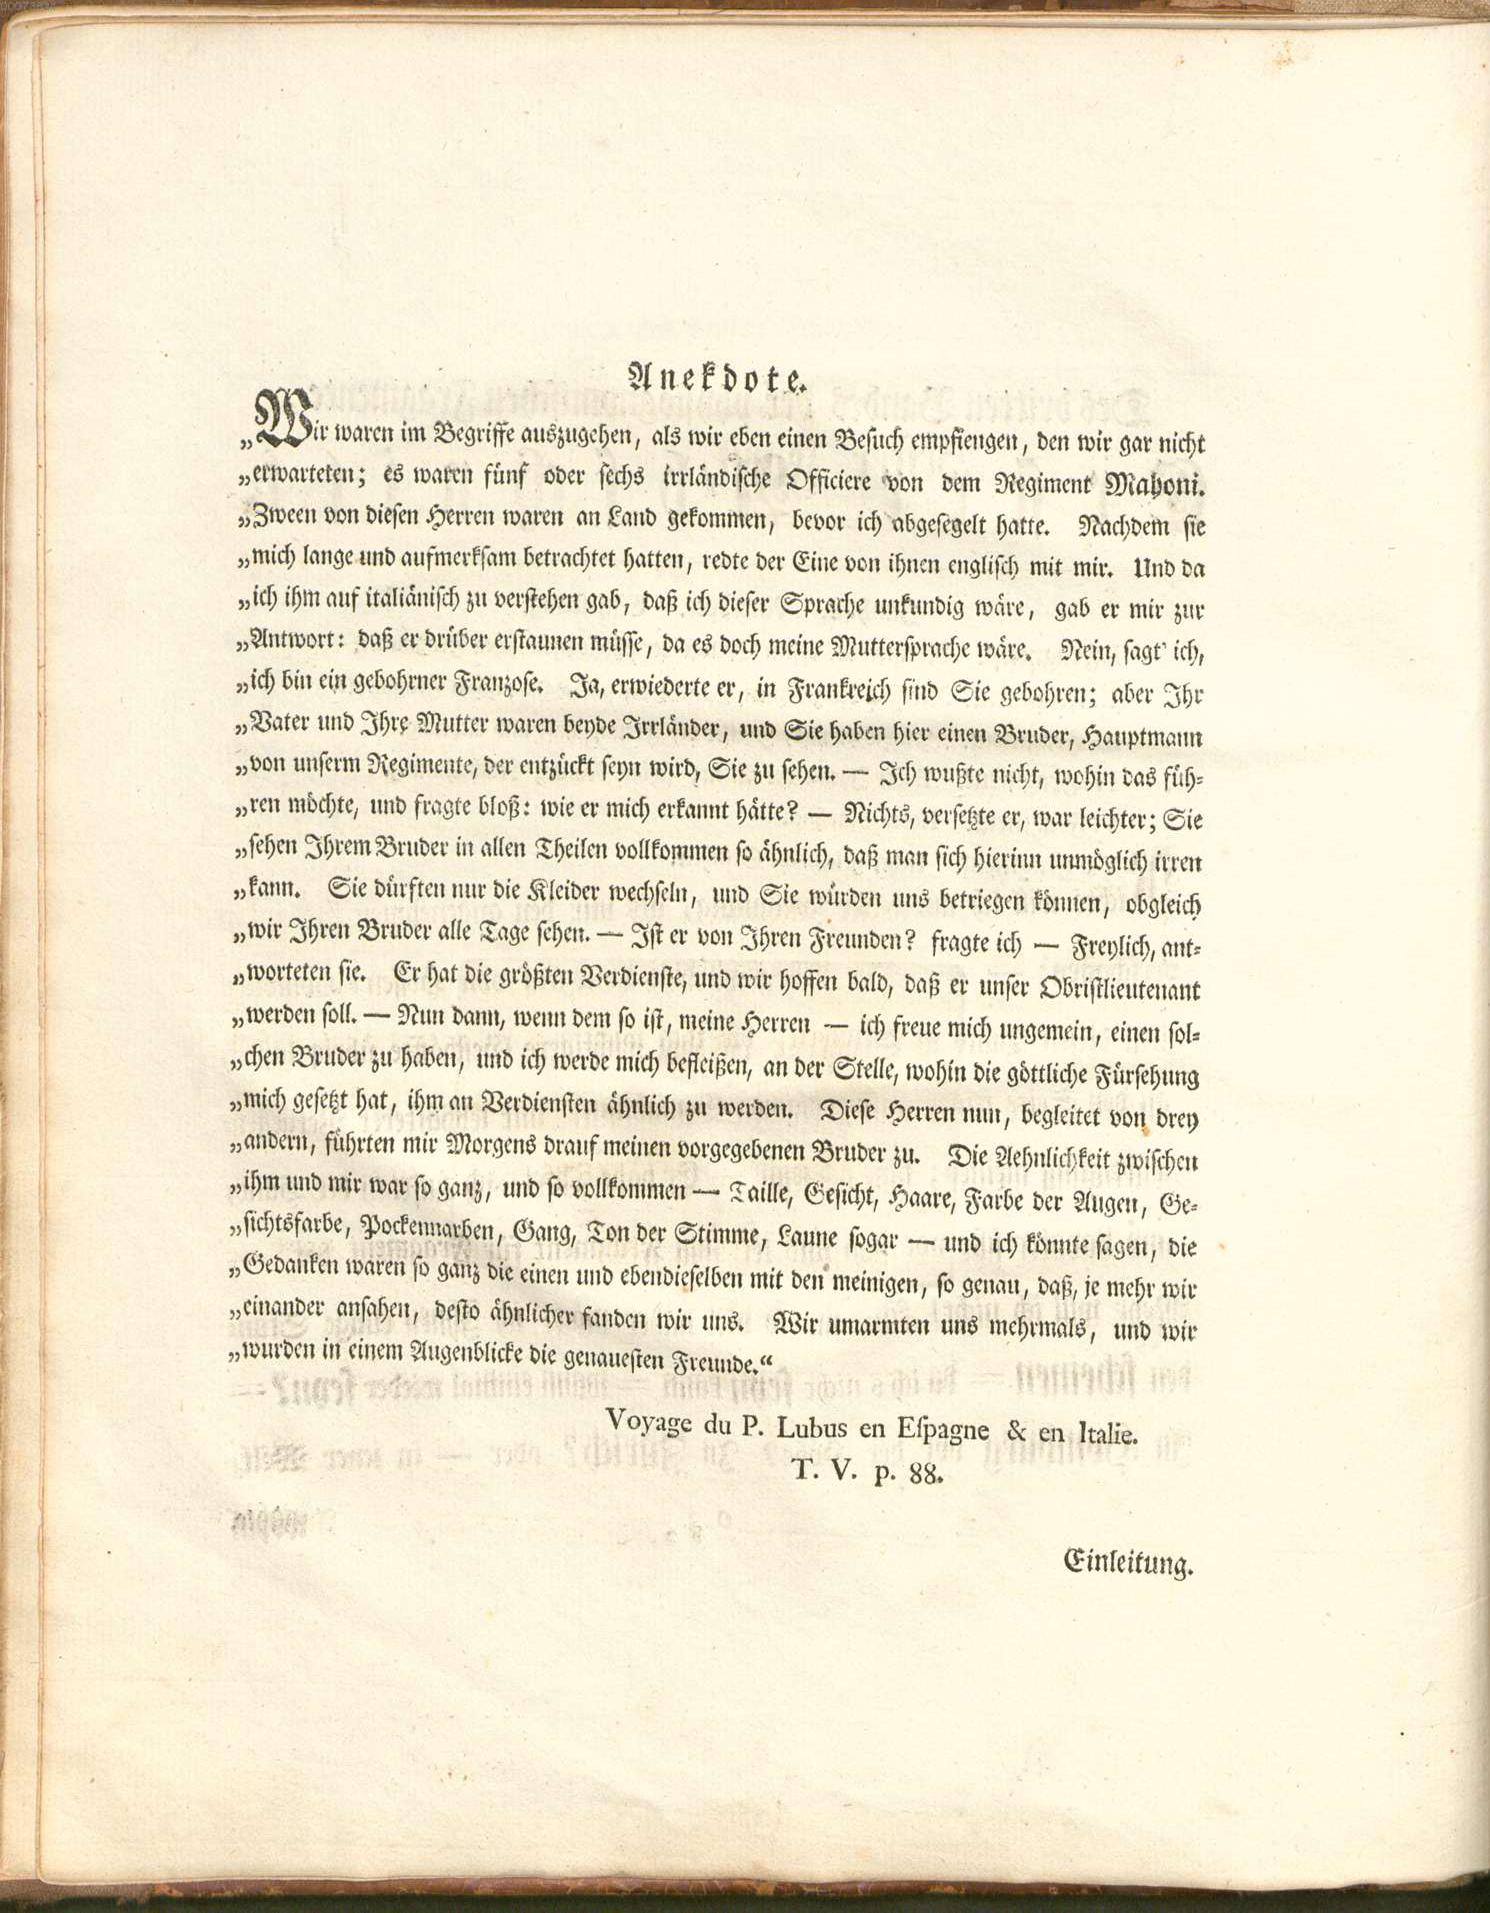 Anekdote.
„Wir waren im Begriffe auszugehen, als wir eben einen Besuch empfiengen, den wir gar nicht
„erwarteten; es waren fünf oder sechs irrländische Officiere von dem Regiment Mahoni.
„Zween von diesen Herren waren an Land gekommen, bevor ich abgesegelt hatte. Nachdem sie
„mich lange und aufmerksam betrachtet hatten, redte der Eine von ihnen englisch mit mir. Und da
„ich ihm auf italiänisch zu verstehen gab, daß ich dieser Sprache unkundig wäre, gab er mir zur
„Antwort: daß er drüber erstaunen müsse, da es doch meine Muttersprache wäre. Nein, sagt' ich,
„ich bin ein gebohrner Franzose. Ja, erwiederte er, in Frankreich sind Sie gebohren; aber Ihr
„Vater und Ihre Mutter waren beyde Irrländer, und Sie haben hier einen Bruder, Hauptmann
„von unserm Regimente, der entzückt seyn wird, Sie zu sehen. — Ich wußte nicht, wohin das füh-
„ren möchte, und fragte bloß: wie er mich erkannt hätte? — Nichts, versetzte er, war leichter; Sie
„sehen Ihrem Bruder in allen Theilen vollkommen so ähnlich, daß man sich hierinn unmöglich irren
„kann. Sie dürften nur die Kleider wechseln, und Sie würden uns betriegen können, obgleich
„wir Ihren Bruder alle Tage sehen. — Ist er von Ihren Freunden? fragte ich — Freylich, ant-
„worteten sie. Er hat die größten Verdienste, und wir hoffen bald, daß er unser Obristlieutenant
„werden soll. — Nun dann, wenn dem so ist, meine Herren — ich freue mich ungemein, einen sol-
„chen Bruder zu haben, und ich werde mich befleißen, an der Stelle, wohin die göttliche Fürsehung
„mich gesetzt hat, ihm an Verdiensten ähnlich zu werden. Diese Herren nun, begleitet von drey
„andern, führten mir Morgens drauf meinen vorgegebenen Bruder zu. Die Aehnlichkeit zwischen
„ihm und mir war so ganz, und so vollkommen — Taille, Gesicht, Haare, Farbe der Augen, Ge-
„sichtsfarbe, Pockennarben, Gang, Ton der Stimme, Laune sogar — und ich könnte sagen, die
„Gedanken waren so ganz die einen und ebendieselben mit den meinigen, so genau, daß, je mehr wir
„einander ansahen, desto ähnlicher fanden wir uns. Wir umarmten uns mehrmals, und wir
„wurden in einem Augenblicke die genauesten Freunde.“
Voyage du P. Lubus en Eſpagne & en Italie.
T. V. p. 88.
Einleitung.